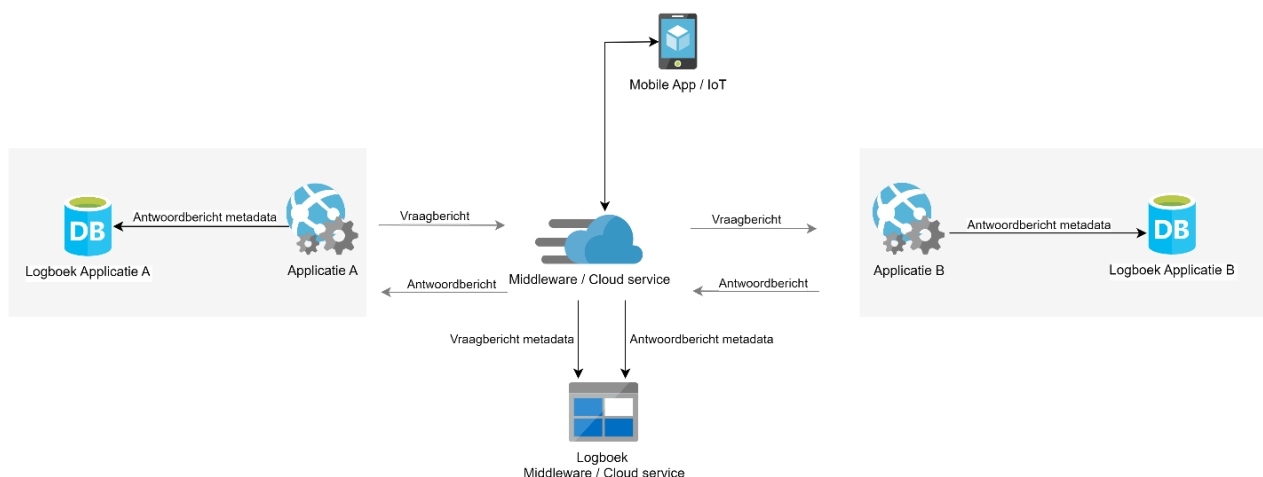 Mobile App / IoT
Antwoordbericht metadata
DB
Logboek Applicatie A
Applicatie A
Vraagbericht
Antwoordbericht
Middleware / Cloud service
Vraagbericht
Antwoordbericht
Applicatie B
Antwoordbericht metadata
DB
Logboek Applicatie B
Vraagbericht metadata
Antwoordbericht metadata
Logboek
Middleware / Cloud service